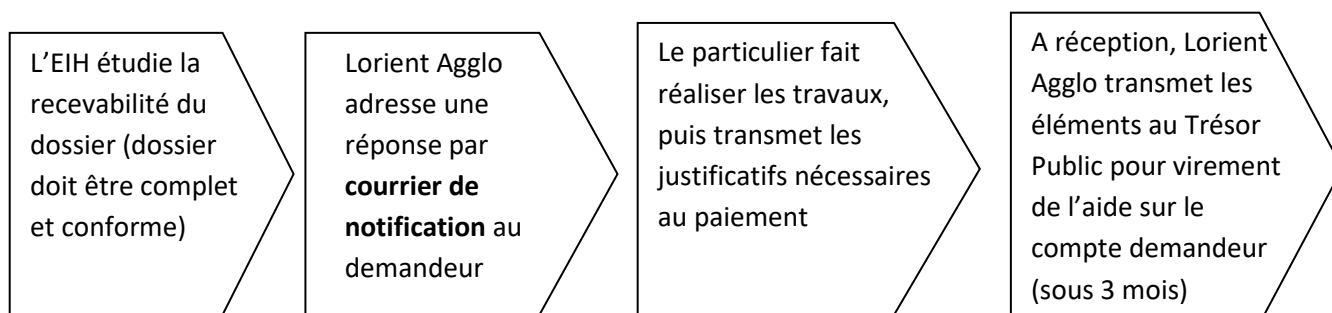 L’EIH étudie la
recevabilité du
dossier (dossier
doit être complet
et conforme)
Lorient Agglo
adresse une
réponse par
courrier de
notification au
demandeur
Le particulier fait
réaliser les travaux,
puis transmet les
justificatifs nécessaires
au paiement
A réception, Lorient
Agglo transmet les
éléments au Trésor
Public pour virement
de l’aide sur le
compte demandeur
(sous 3 mois)